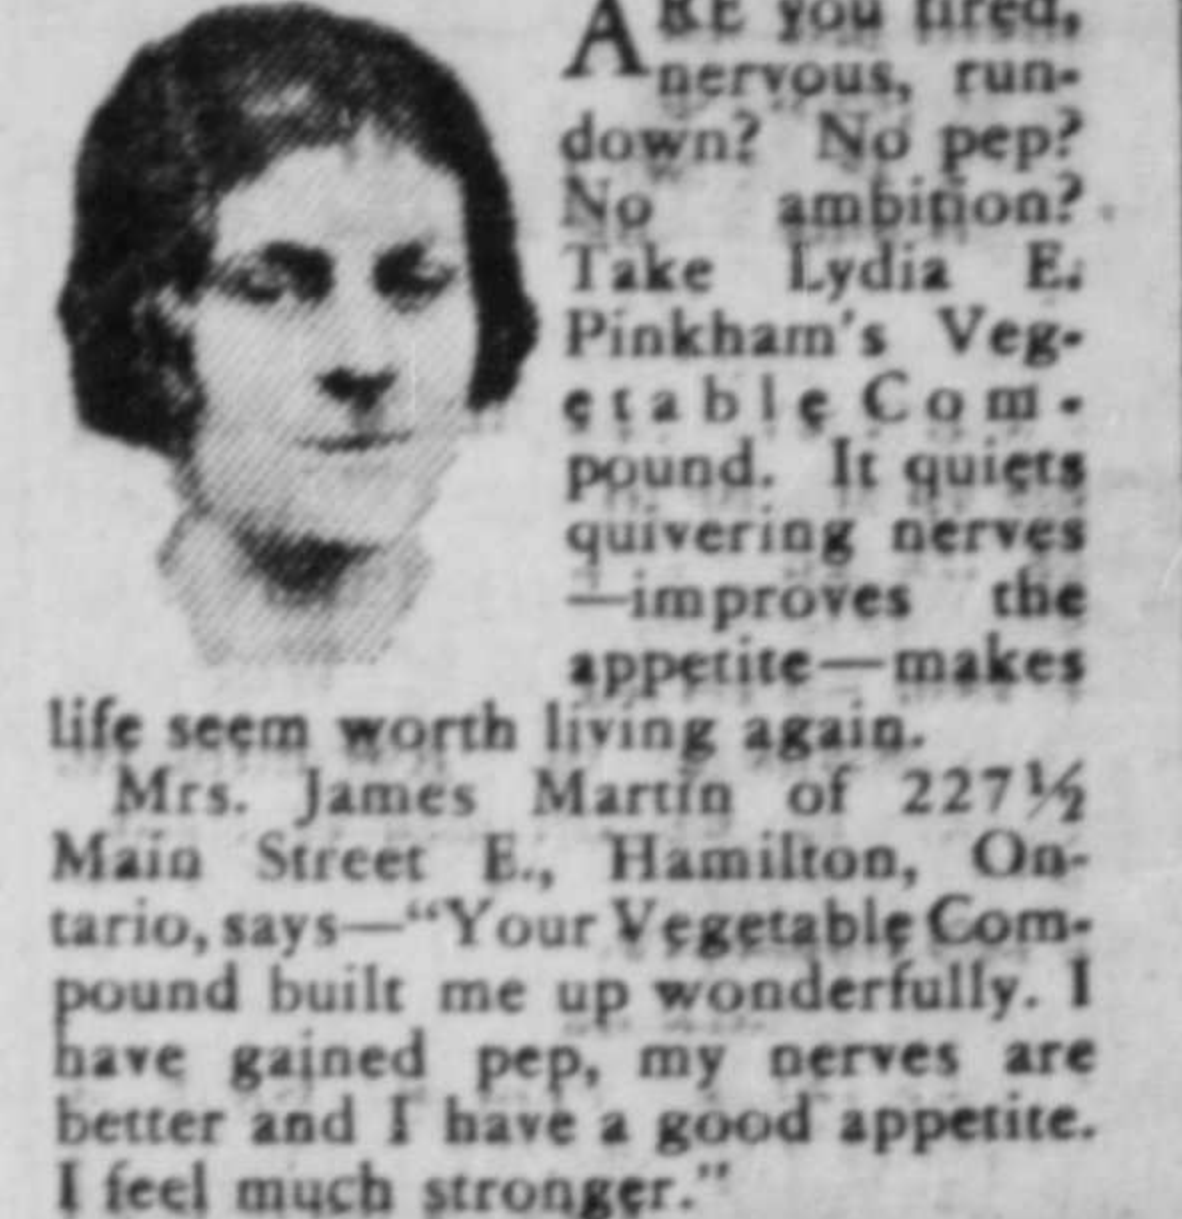 ARE you tired,
nervous, run-
down? No pep?
No ambition?
Take Lydia E.
Pinkham's Veg-
etable Com-
pound. It quiets
quivering nerves
—improves the
appetite—makes
life seem worth living again.
Mrs. James Martin of 227½
Main Street E., Hamilton, On-
tario, says—“Your Vegetable Com-
pound built me up wonderfully. I
have gained pep, my nerves are
better and I have a good appetite.
I feel much stronger.”